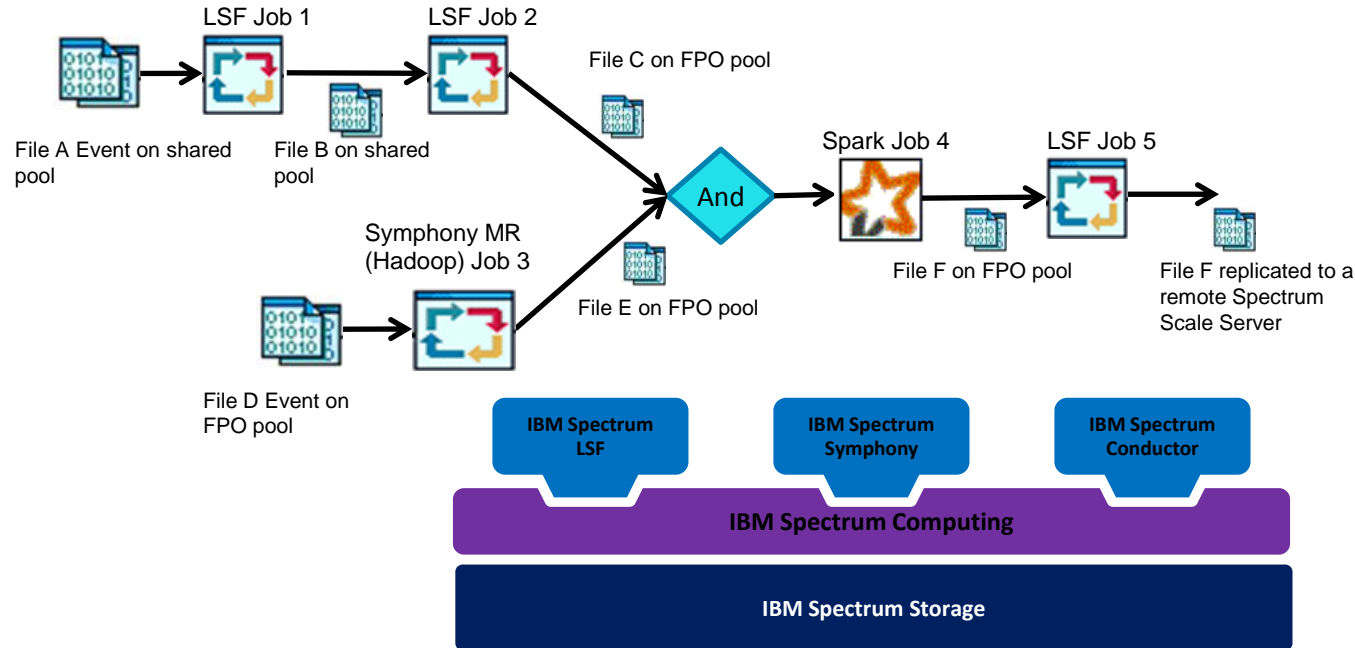 LSF Job 1
LSF Job 2
File C on FPO pool
File A Event on shared
pool
File B on shared
pool
And
Spark Job 4
LSF Job 5
Symphony MR
(Hadoop) Job 3
File E on FPO pool
File F on FPO pool
File F replicated to a
remote Spectrum
Scale Server
File D Event on
FPO pool
IBM Spectrum
LSF
IBM Spectrum
Symphony
IBM Spectrum
Conductor
IBM Spectrum Computing
IBM Spectrum Storage